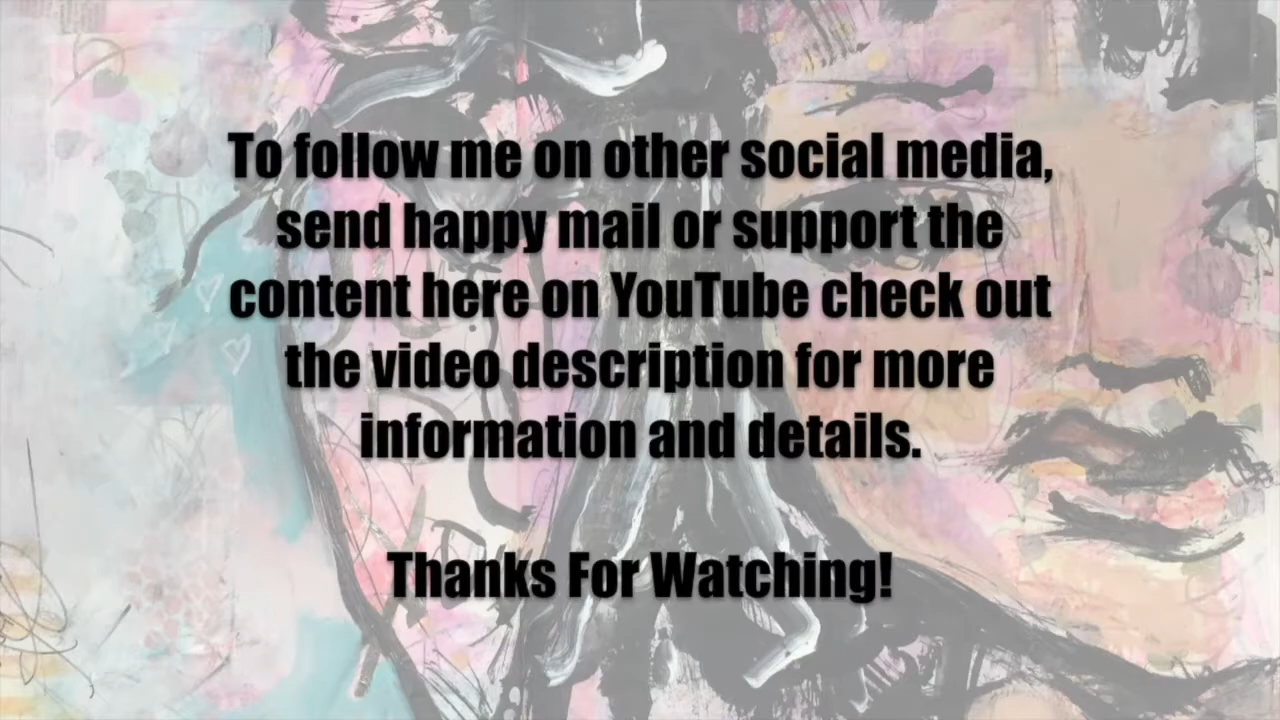 To follow me on other social media,
send happy mail or support the
content here on YouTube check out
the video description for more
information and details.
Thanks For Watching!